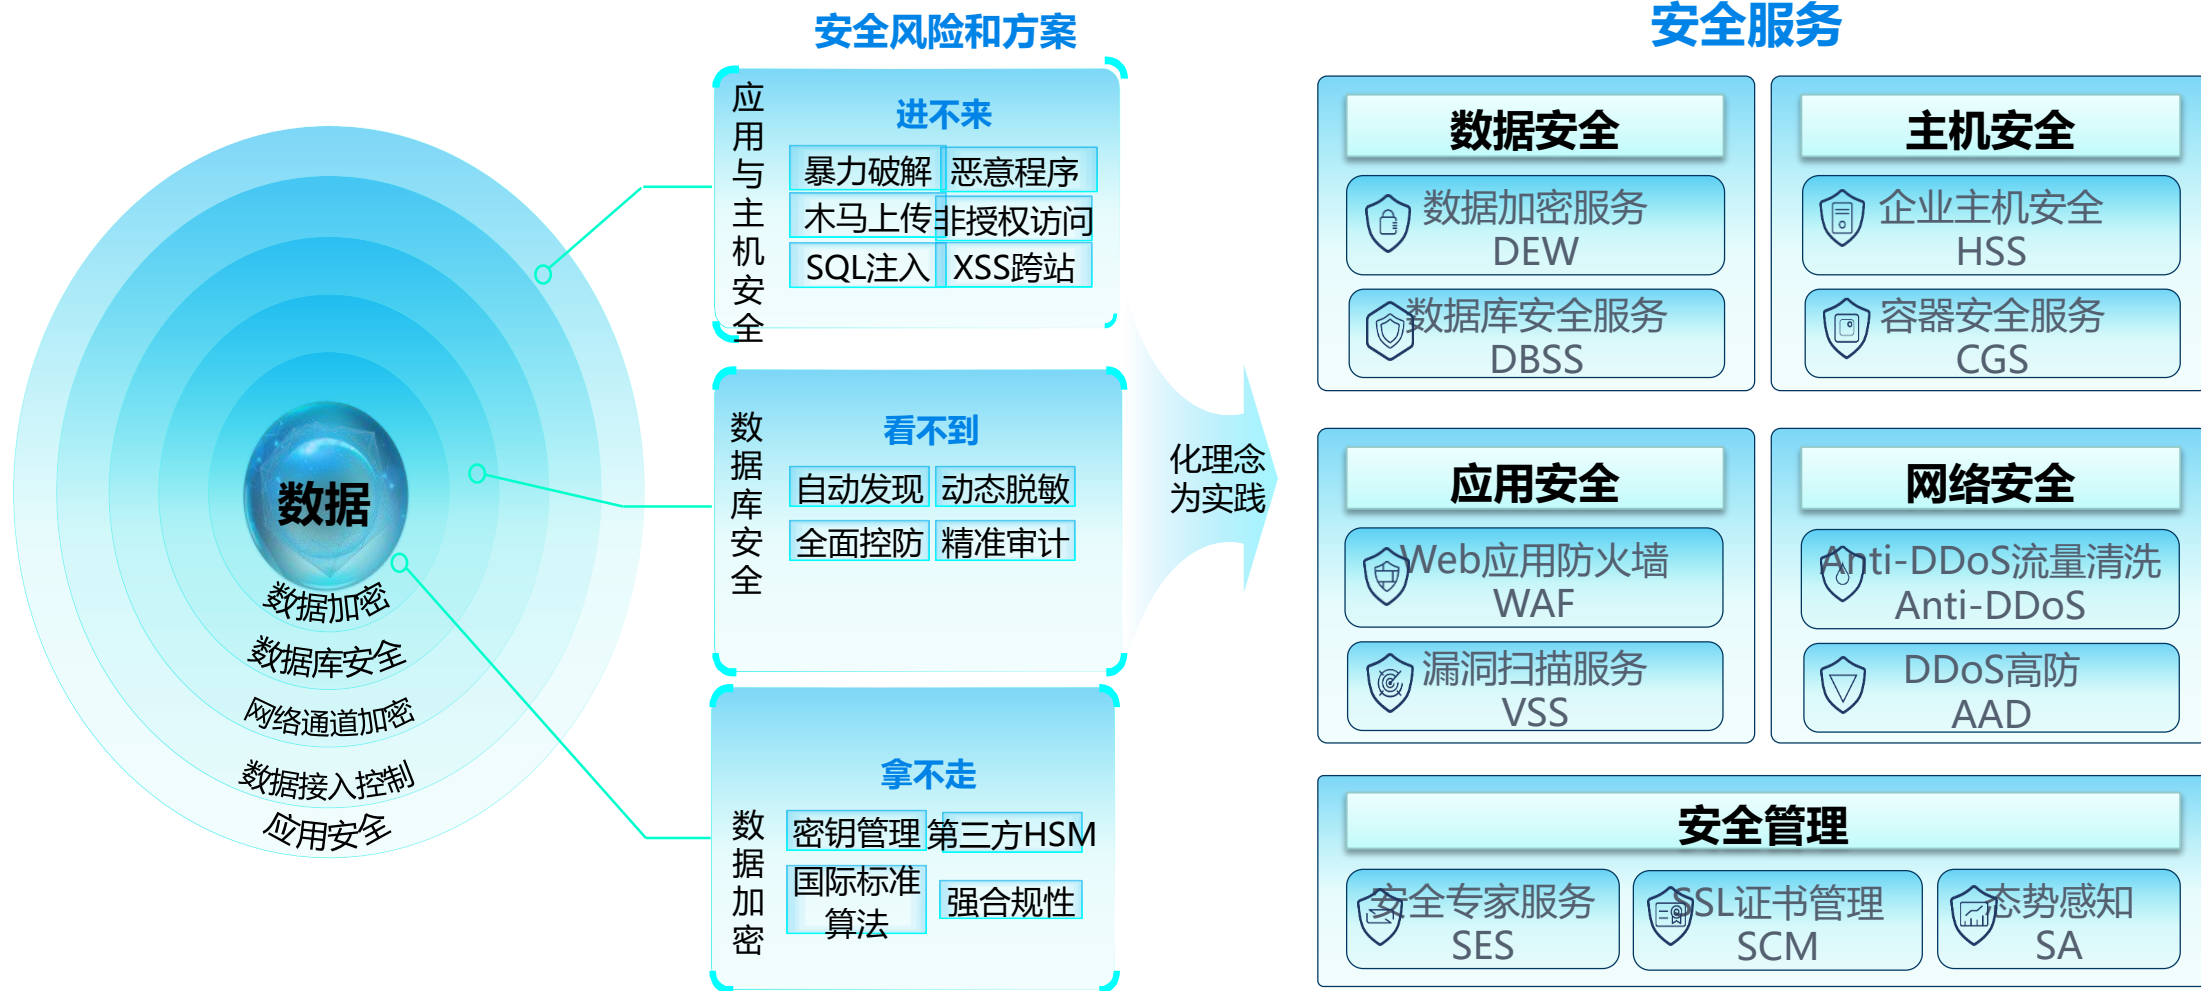 安全风险和方案
安全服务
数据
数据加密
数据库安全
网络通道加密
数据接入控制
应用安全
应用与主机安全
进不来
暴力破解
恶意程序
木马上传
非授权访问
SQL注入
XSS跨站
数据库安全
看不到
自动发现
动态脱敏
全面控防
精准审计
数据加密
拿不走
密钥管理
第三方HSM
国际标准
算法
强合规性
化理念
为实践
数据安全
数据加密服务
DEW
数据库安全服务
DBSS
主机安全
企业主机安全
HSS
容器安全服务
CGS
应用安全
Web应用防火墙
WAF
漏洞扫描服务
VSS
网络安全
Anti-DDoS流量清洗
Anti-DDoS
DDoS高防
AAD
安全管理
安全专家服务
SES
SSL证书管理
SCM
态势感知
SA